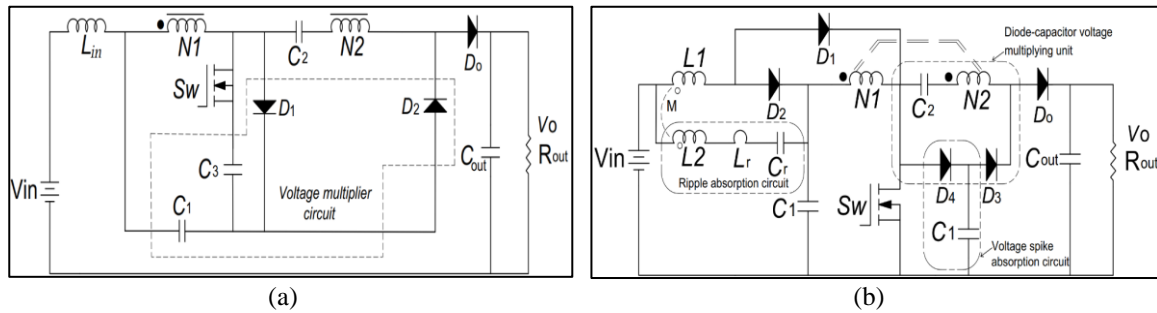 Lin
N1
C2
N2
Do
Sw
D1
D2
Vo
Rout
Cout
C3
Vin
Voltage multiplier
circuit
C1
(a)
Diode-capacitor voltage
multiplying unit
L1
D1
M
D2
N1
C2
N2
Do
Vo
Rout
L2
Lr
Cr
Vin
Ripple absorption circuit
Cout
C1
Sw
D4
D3
C1
Voltage spike
absorption circuit
(b)